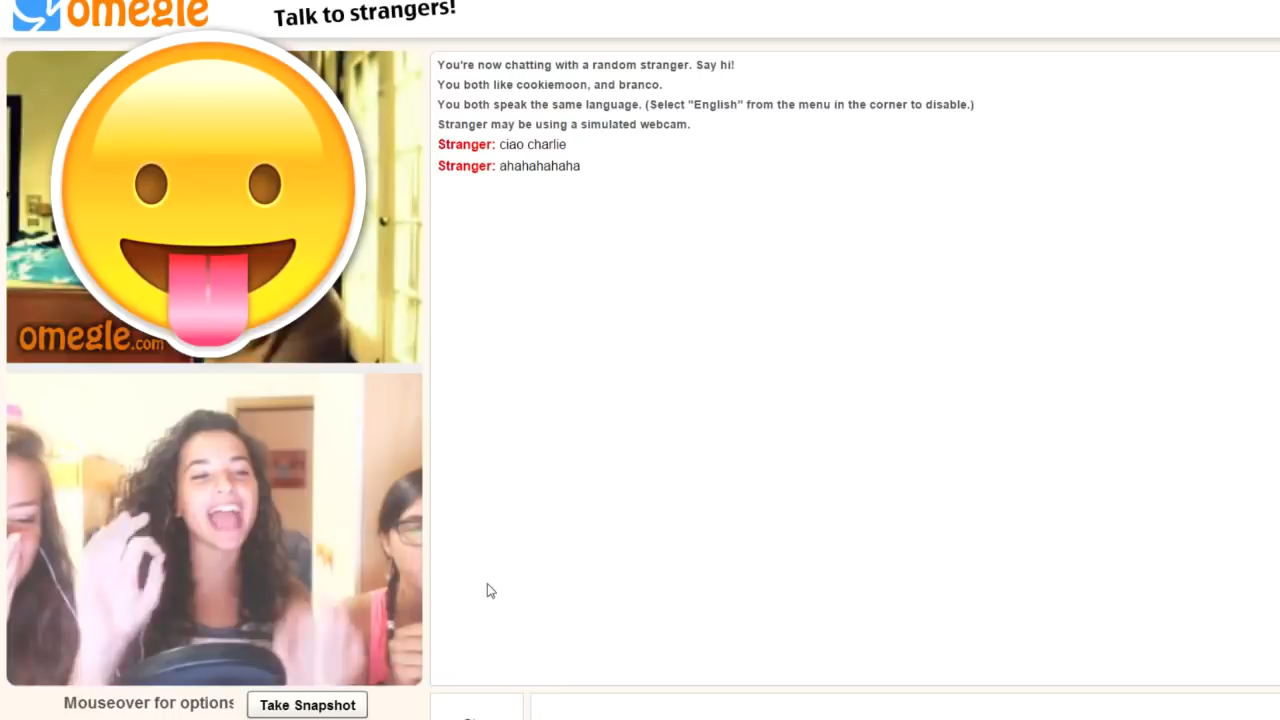 omegle
Talk to strangers!
You're now chatting with a random stranger. Say hi!
You both like cookiemoon, and branco.
You both speak the same language. (Select "English" from the menu in the corner to disable.)
Stranger may be using a simulated webcam.
Stranger: ciao charlie
Stranger: ahahahahaha
omegle.com
Mouseover for options
Take Snapshot